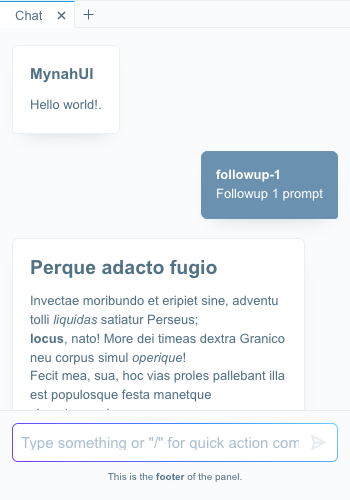 Chat
MynahUI
Hello world!.
followup-1
Followup 1 prompt
Perque adacto fugio
Invectae moribundo et eripiet sine, adventu
tolli liquidas satiatur Perseus;
locus, nato! More dei timeas dextra Granico
neu corpus simul operique!
Fecit mea, sua, hoc vias proles pallebant illa
est populosque festa manetque
Type something or "/" for quick action com
This is the footer of the panel.